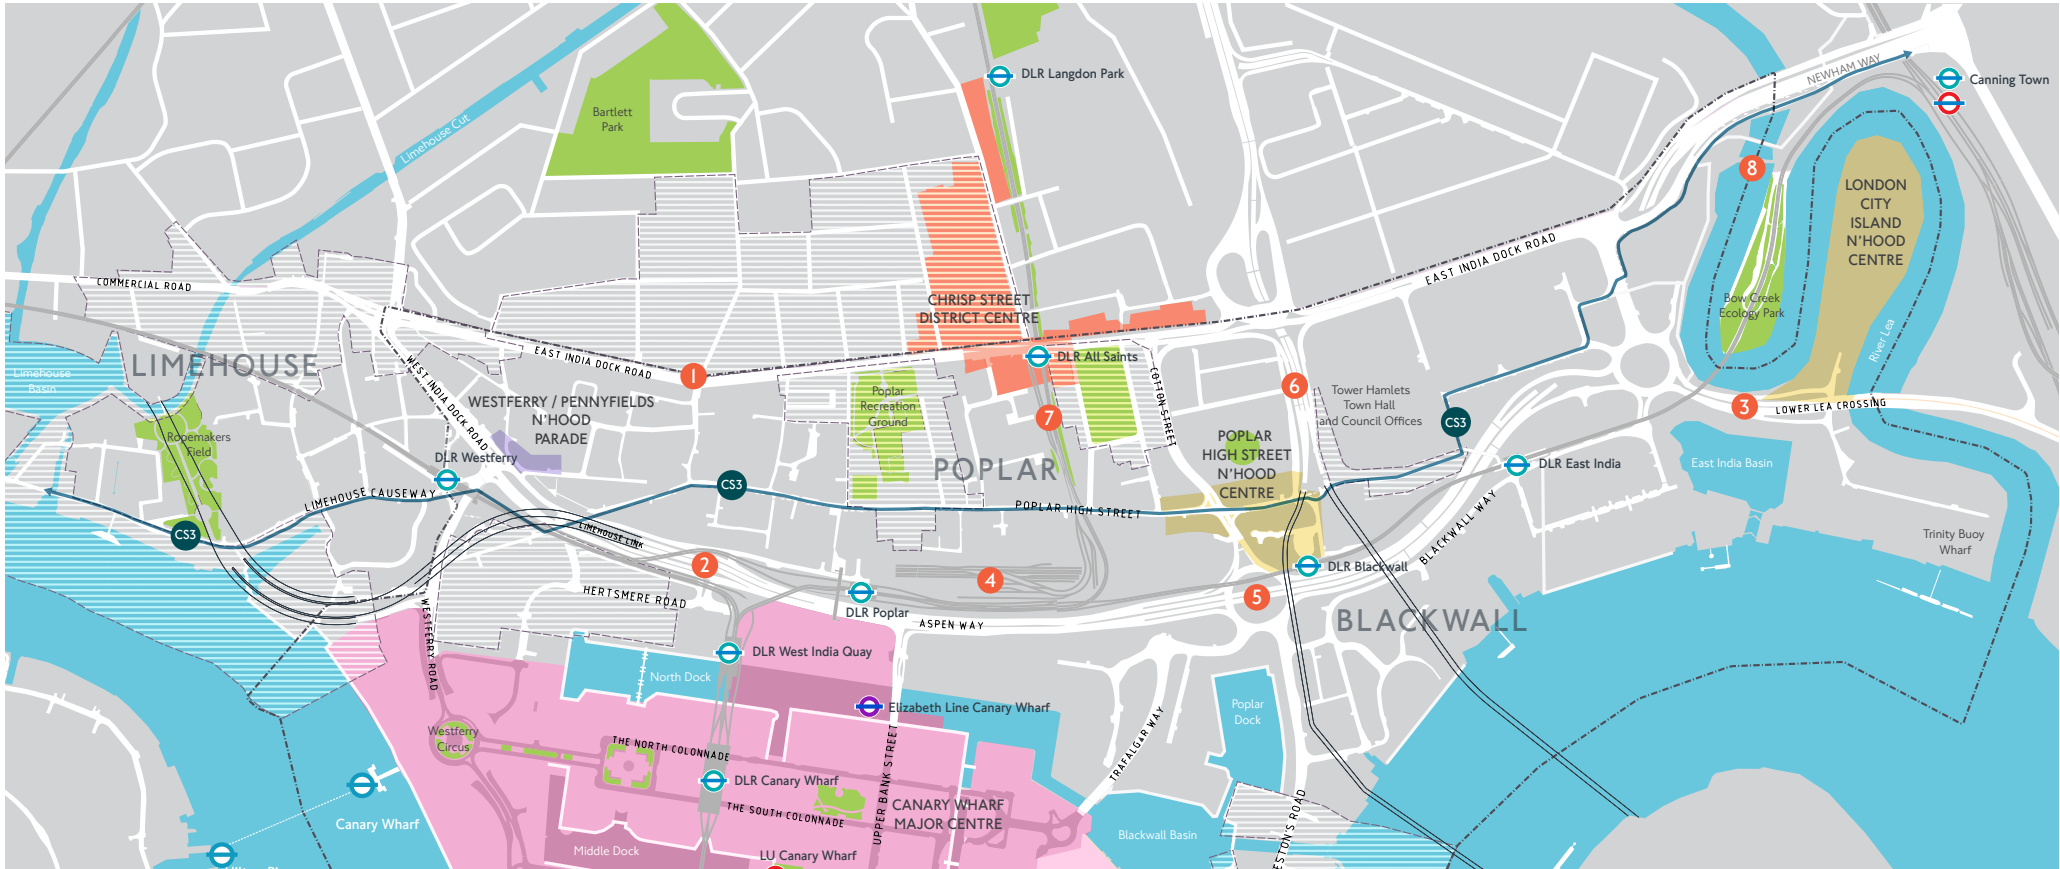 DLR Langdon Park
NEWHAM WAY
Canning Town
Bartlett
Park
Limehouse Cut
8
LONDON
CITY
ISLAND
N'HOOD
CENTRE
EAST INDIA DOCK ROAD
COMMERCIAL ROAD
CHRISP STREET
DISTRICT CENTRE
Bow Creek
Ecology Park
River Lea
LIMEHOUSE
Limehouse
Basin
EAST INDIA DOCK ROAD
1
DLR All Saints
WEST INDIA DOCK ROAD
WESTFERRY / PENNYFIELDS
N'HOOD
PARADE
Poplar
Recreation
Ground
7
COTTON STREET
6
Tower Hamlets
Town Hall
and Council Offices
CS3
3
LOWER LEA CROSSING
Ropemakers
Field
DLR Westferry
POPLAR
POPLAR
HIGH STREET
N'HOOD
CENTRE
DLR East India
East India Basin
LIMEHOUSE CAUSEWAY
CS3
POPLAR HIGH STREET
CS3
LIMEHOUSE LINK
BLACKWALL WAY
Trinity Buoy
Wharf
2
4
DLR Blackwall
5
HERTSMERE ROAD
DLR Poplar
ASPEN WAY
BLACKWALL
WESTFERRY ROAD
DLR West India Quay
North Dock
Elizabeth Line Canary Wharf
Poplar
Dock
Westferry
Circus
THE NORTH COLONNADE
UPPER BANK STREET
TRAFALGAR WAY
DLR Canary Wharf
THE SOUTH COLONNADE
CANARY WHARF
MAJOR CENTRE
Canary Wharf
Blackwall Basin
Middle Dock
LU Canary Wharf